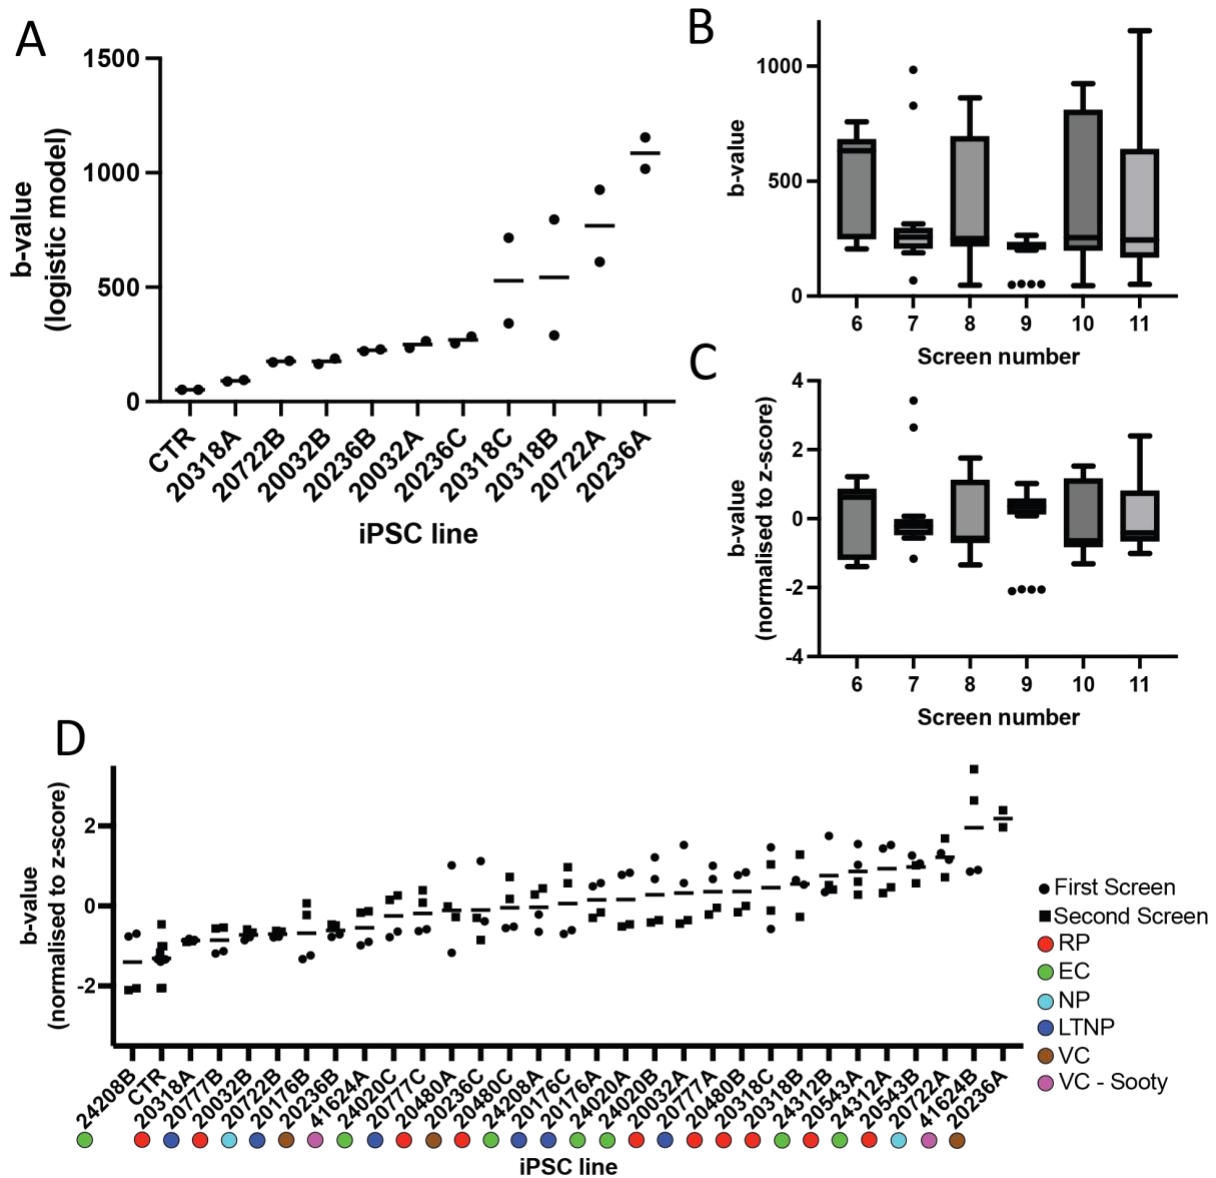 A
1500
1000
500
0
b-value
(logistic model)
CTR
20318A
20722B
20032B
20236B
20032A
20236C
20318C
20318B
20722A
20236A
iPSC line
B
1000
500
0
b-value
6 7 8 9 10 11
Screen number
C
4
2
0
-2
-4
b-value
(normalised to z-score)
6 7 8 9 10 11
Screen number
D
2
0
-2
b-value
(normalised to z-score)
24208B
CTR
20318A
20777B
20032B
20722B
20176B
20236B
41624A
24020C
20777C
20480A
20236C
20480C
24208A
20176C
20176A
24020A
24020B
20032A
20777A
20480B
20318C
20318B
24312B
20543A
24312A
20543B
20722A
41624B
20236A
iPSC line
First Screen
Second Screen
RP
EC
NP
LTNP
VC
VC - Sooty